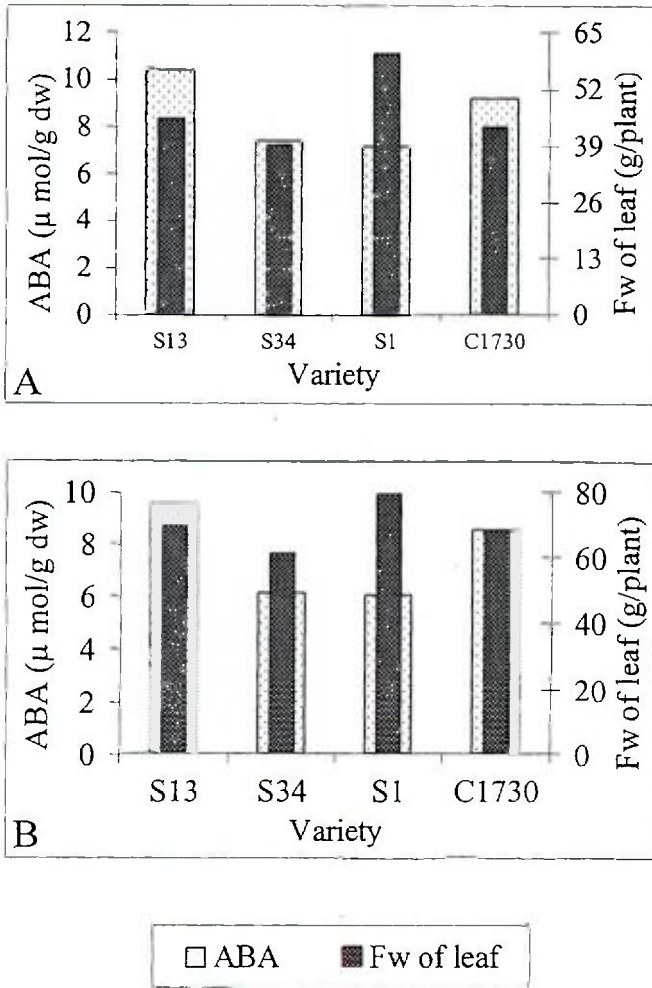 12
10
8
6
4
2
0
ABA (μ mol/g dw)
65
52
39
26
13
0
Fw of leaf (g/plant)
S13 S34 S1 C1730
Variety
A
10
8
6
4
2
0
ABA (μ mol/g dw)
80
60
40
20
0
Fw of leaf (g/plant)
S13 S34 S1 C1730
Variety
B
ABA Fw of leaf